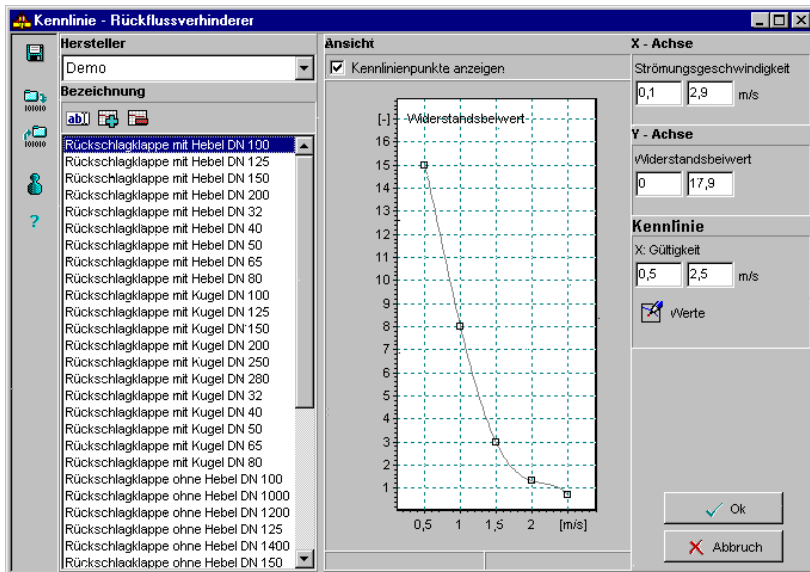 Kennlinie - Rückflussverhinderer
Hersteller
Demo
Bezeichnung
ab
Rückschlagklappe mit Hebel DN 100
Rückschlagklappe mit Hebel DN 125
Rückschlagklappe mit Hebel DN 150
Rückschlagklappe mit Hebel DN 200
Rückschlagklappe mit Hebel DN 32
Rückschlagklappe mit Hebel DN 40
Rückschlagklappe mit Hebel DN 50
Rückschlagklappe mit Hebel DN 65
Rückschlagklappe mit Hebel DN 80
Rückschlagklappe mit Kugel DN 100
Rückschlagklappe mit Kugel DN 125
Rückschlagklappe mit Kugel DN 150
Rückschlagklappe mit Kugel DN 200
Rückschlagklappe mit Kugel DN 250
Rückschlagklappe mit Kugel DN 280
Rückschlagklappe mit Kugel DN 32
Rückschlagklappe mit Kugel DN 40
Rückschlagklappe mit Kugel DN 50
Rückschlagklappe mit Kugel DN 65
Rückschlagklappe mit Kugel DN 80
Rückschlagklappe ohne Hebel DN 100
Rückschlagklappe ohne Hebel DN 1000
Rückschlagklappe ohne Hebel DN 1200
Rückschlagklappe ohne Hebel DN 125
Rückschlagklappe ohne Hebel DN 1400
Rückschlagklappe ohne Hebel DN 150
101010
101010
?
Ansicht
Kennlinienpunkte anzeigen
[-] Widerstandsbeiwert
16
15
14
13
12
11
10
9
8
7
6
5
4
3
2
1
0,5 1 1,5 2 [m/s]
X - Achse
Strömungsgeschwindigkeit
0,1 2,9 m/s
Y - Achse
Widerstandsbeiwert
0 17,9
Kennlinie
X: Gültigkeit
0,5 2,5 m/s
Werte
Ok
Abbruch